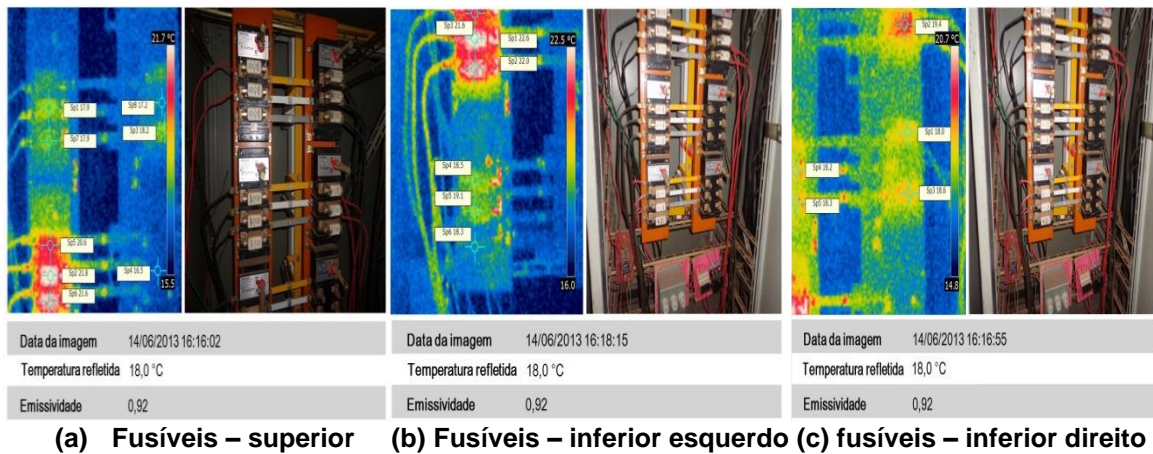 21.7 °C
Sp1 17.9
Sp8 17.2
Sp7 17.9
Sp3 18.2
Sp5 20.6
Sp2 21.8
Sp4 16.5
Sp6 21.6
15.5
Sp3 21.6
22.5 °C
Sp1 22.6
Sp2 22.0
Sp4 18.5
Sp5 19.1
Sp6 18.3
16.0
Sp2 19.4
20.7 °C
Sp1 18.0
Sp4 18.2
Sp3 18.6
Sp5 18.3
14.8
Data da imagem 14/06/2013 16:16:02
Temperatura refletida 18,0 °C
Emissividade 0,92
Data da imagem 14/06/2013 16:18:15
Temperatura refletida 18,0 °C
Emissividade 0,92
Data da imagem 14/06/2013 16:16:55
Temperatura refletida 18,0 °C
Emissividade 0,92
(a) Fusíveis – superior
(b) Fusíveis – inferior esquerdo
(c) fusíveis – inferior direito